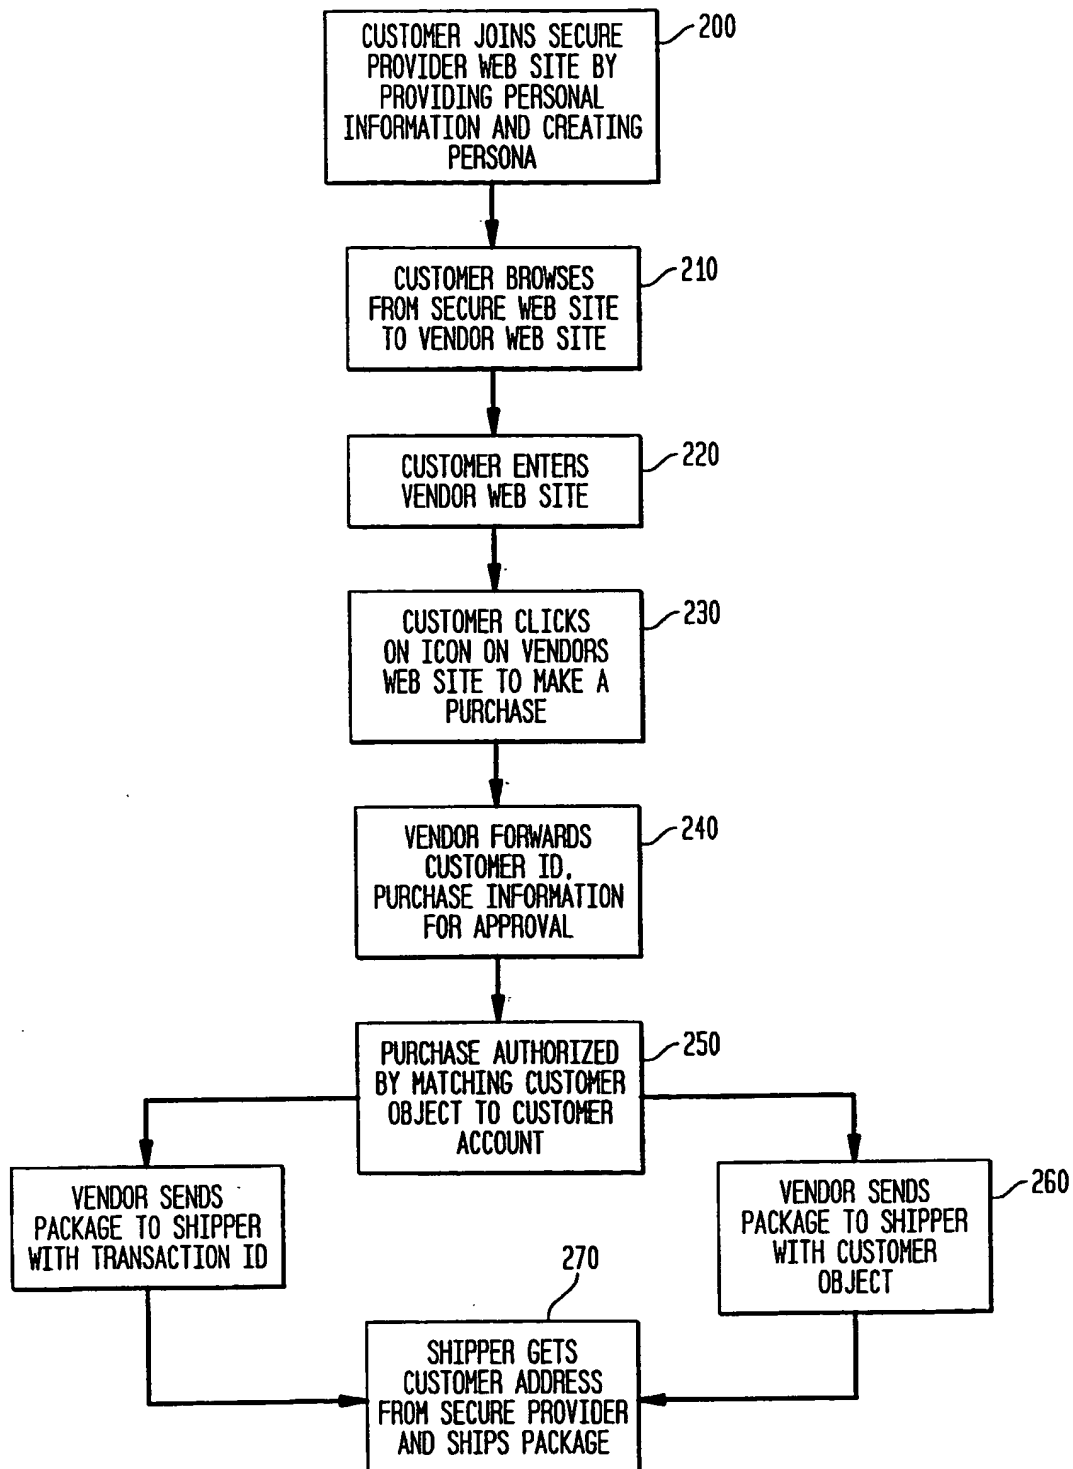 CUSTOMER JOINS SECURE
PROVIDER WEB SITE BY
PROVIDING PERSONAL
INFORMATION AND CREATING
PERSONA
200
CUSTOMER BROWSES
FROM SECURE WEB SITE
TO VENDOR WEB SITE
210
CUSTOMER ENTERS
VENDOR WEB SITE
220
CUSTOMER CLICKS
ON ICON ON VENDORS
WEB SITE TO MAKE A
PURCHASE
230
VENDOR FORWARDS
CUSTOMER ID,
PURCHASE INFORMATION
FOR APPROVAL
240
PURCHASE AUTHORIZED
BY MATCHING CUSTOMER
OBJECT TO CUSTOMER
ACCOUNT
250
VENDOR SENDS
PACKAGE TO SHIPPER
WITH TRANSACTION ID
VENDOR SENDS
PACKAGE TO SHIPPER
WITH CUSTOMER
OBJECT
260
270
SHIPPER GETS
CUSTOMER ADDRESS
FROM SECURE PROVIDER
AND SHIPS PACKAGE